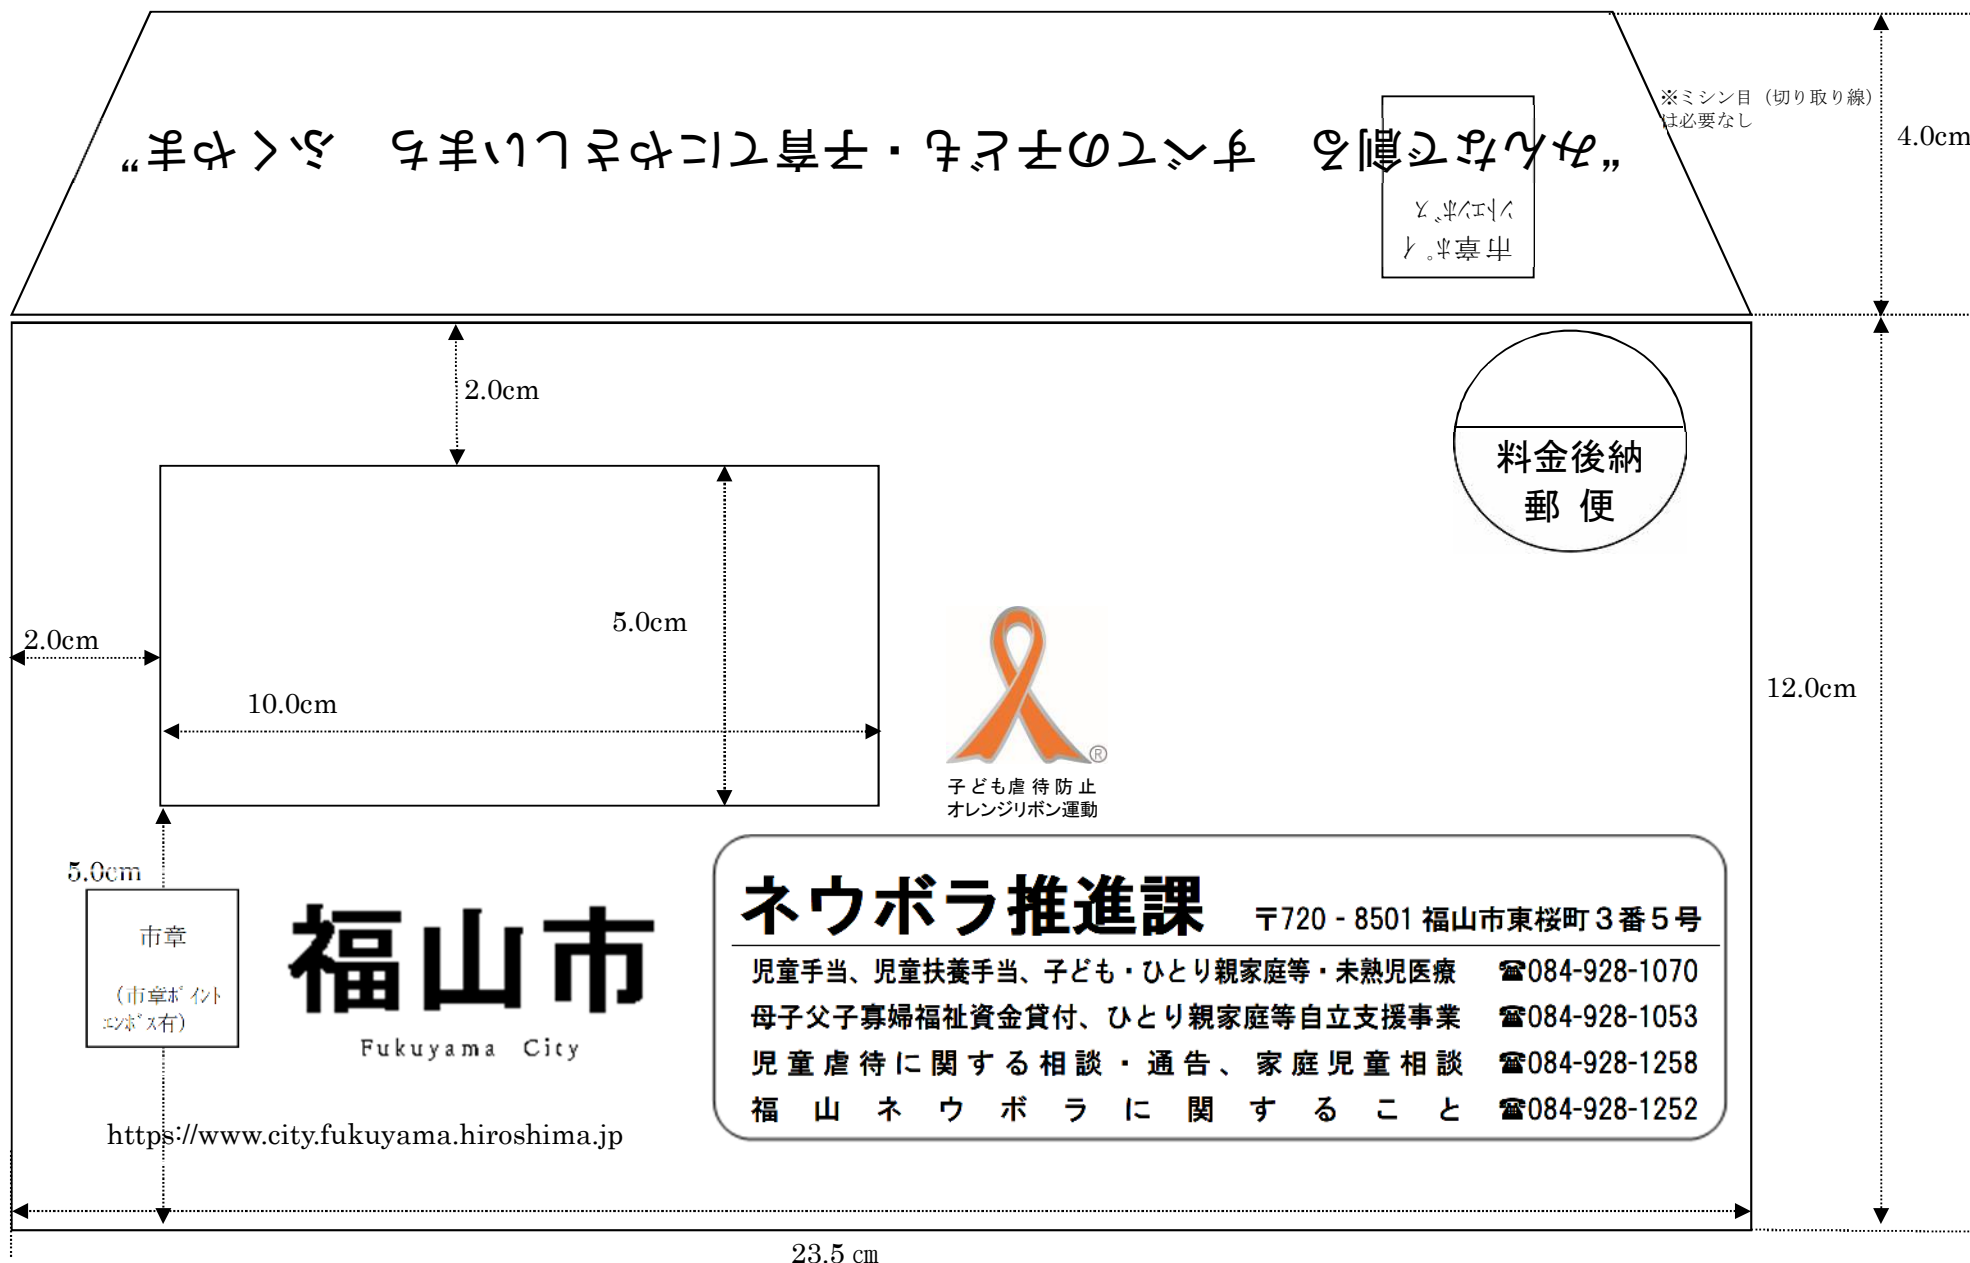 “みんなで創る　すべての子ども・子育てにやさしいまち　ふくやま”
市章ﾎﾟｲ
ﾝﾄｴﾝﾎﾞｽ
※ミシン目（切り取り線）
は必要なし
4.0cm
料金後納
郵 便
2.0cm
5.0cm
2.0cm
10.0cm
12.0cm
®
子ども虐待防止
オレンジリボン運動
5.0cm
市章
（市章ﾎﾟｲﾝﾄ
ｴﾝﾎﾞｽ有）
福山市
Fukuyama City
https://www.city.fukuyama.hiroshima.jp
ネウボラ推進課　〒720‐8501 福山市東桜町３番５号
児童手当、児童扶養手当、子ども・ひとり親家庭等・未熟児医療　☎084-928-1070
母子父子寡婦福祉資金貸付、ひとり親家庭等自立支援事業　☎084-928-1053
児童虐待に関する相談・通告、家庭児童相談　☎084-928-1258
福山ネウボラに関すること　☎084-928-1252
23.5 ㎝